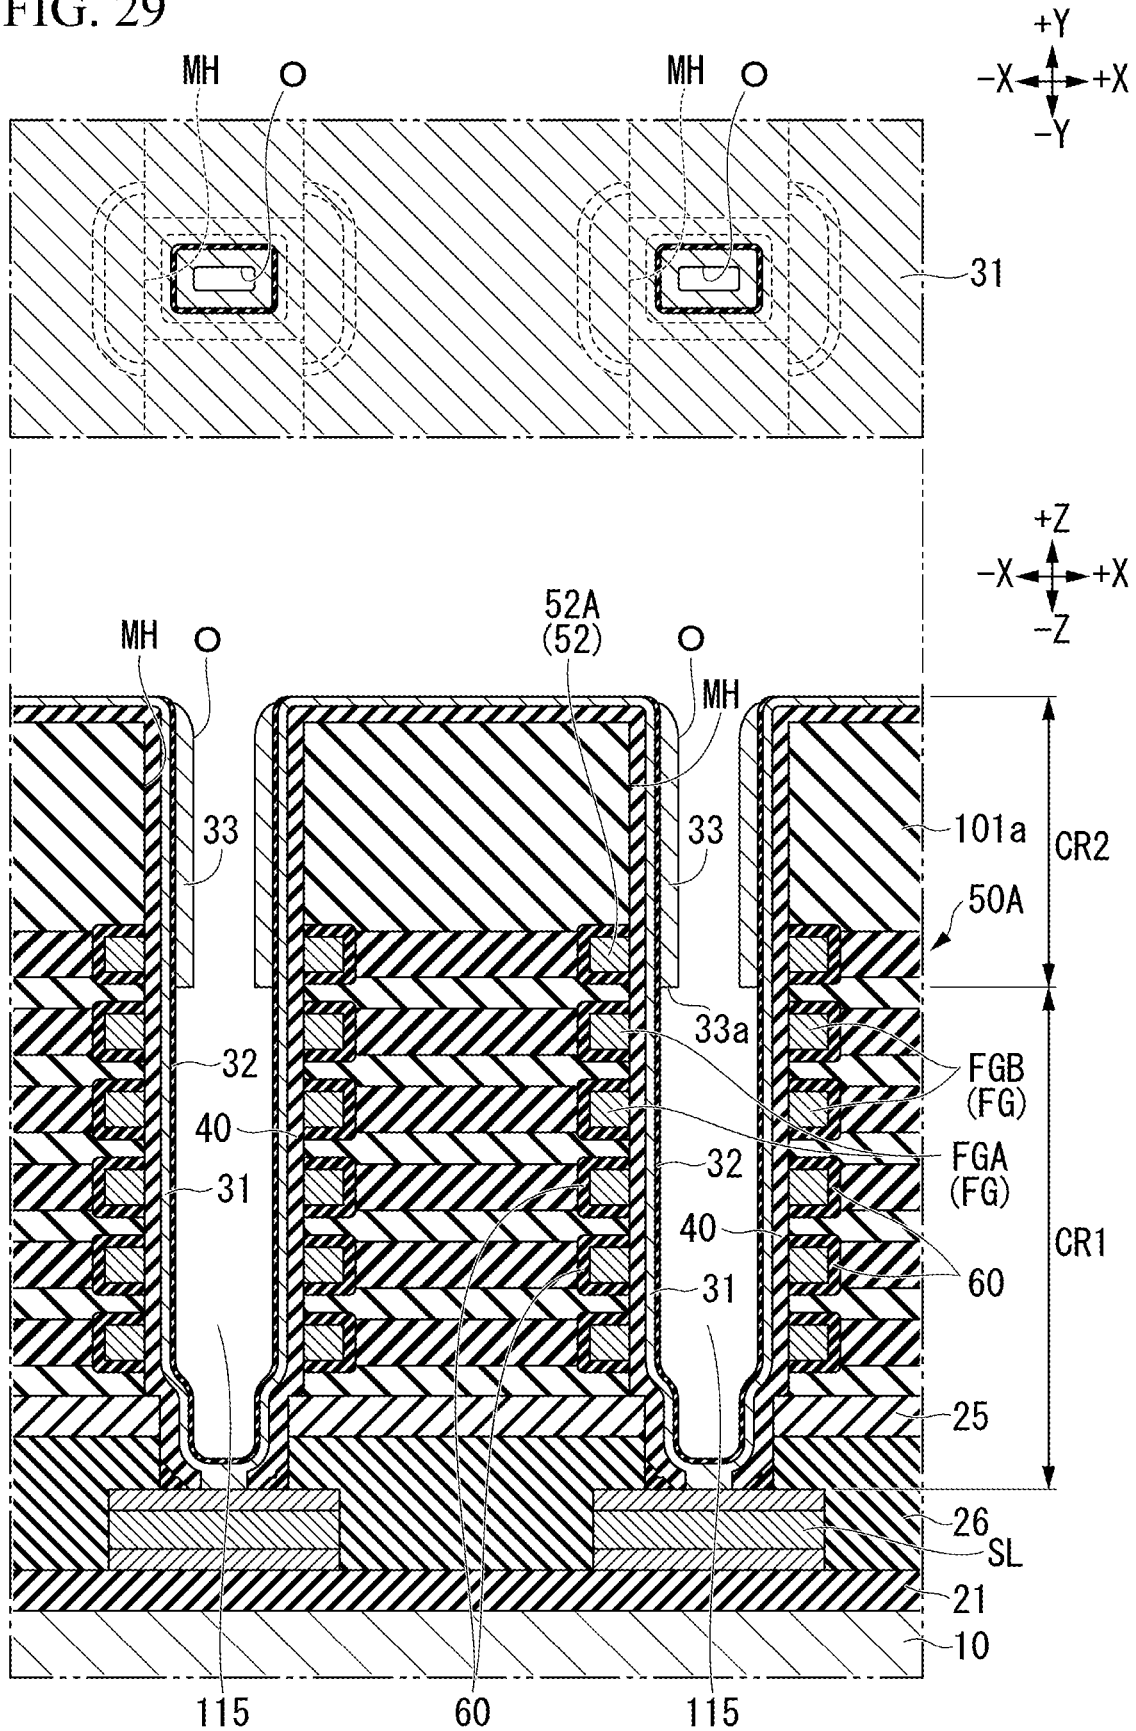 FIG. 29
+Y
MH O MH O
-X +X
-Y
31
+Z
-X +X
-Z
52A
(52)
MH O O
MH
33 33 101a CR2
50A
33a
32 FGB
(FG)
40 32 FGA
(FG)
31 40 CR1
60
31
25
26
SL
21
10
115 60 115